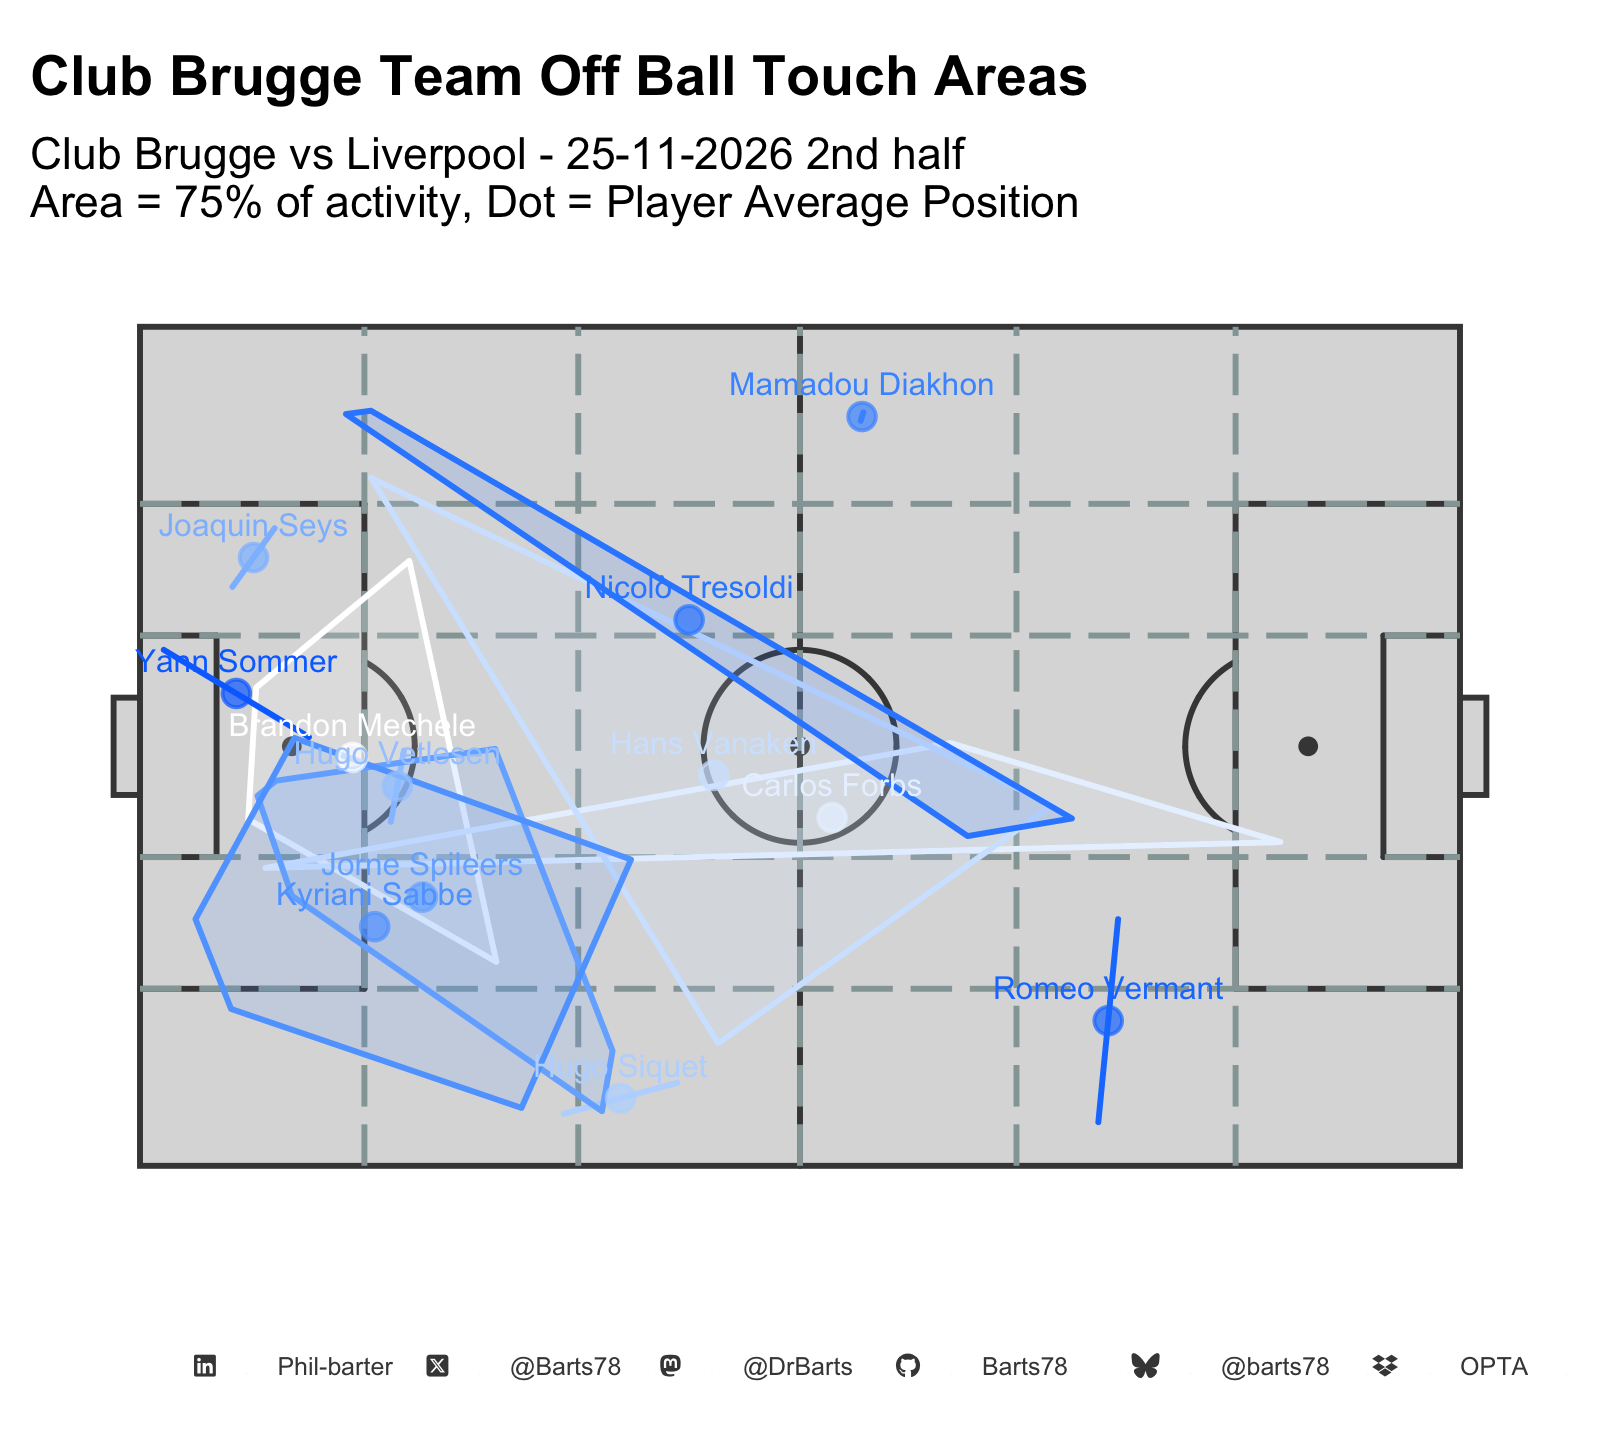 Club Brugge Team Off Ball Touch Areas
Club Brugge vs Liverpool - 25-11-2026 2nd half
Area = 75% of activity, Dot = Player Average Position
Mamadou Diakhon
Joaquin Seys
Nicolò Tresoldi
Yann Sommer
Brandon Mechele
Hugo Vetlesen
Hans Vanaken
Carlos Forbs
Jorne Spileers
Kyriani Sabbe
Romeo Vermant
Hugo Siquet
Phil-barter @Barts78 @DrBarts Barts78 @barts78 OPTA